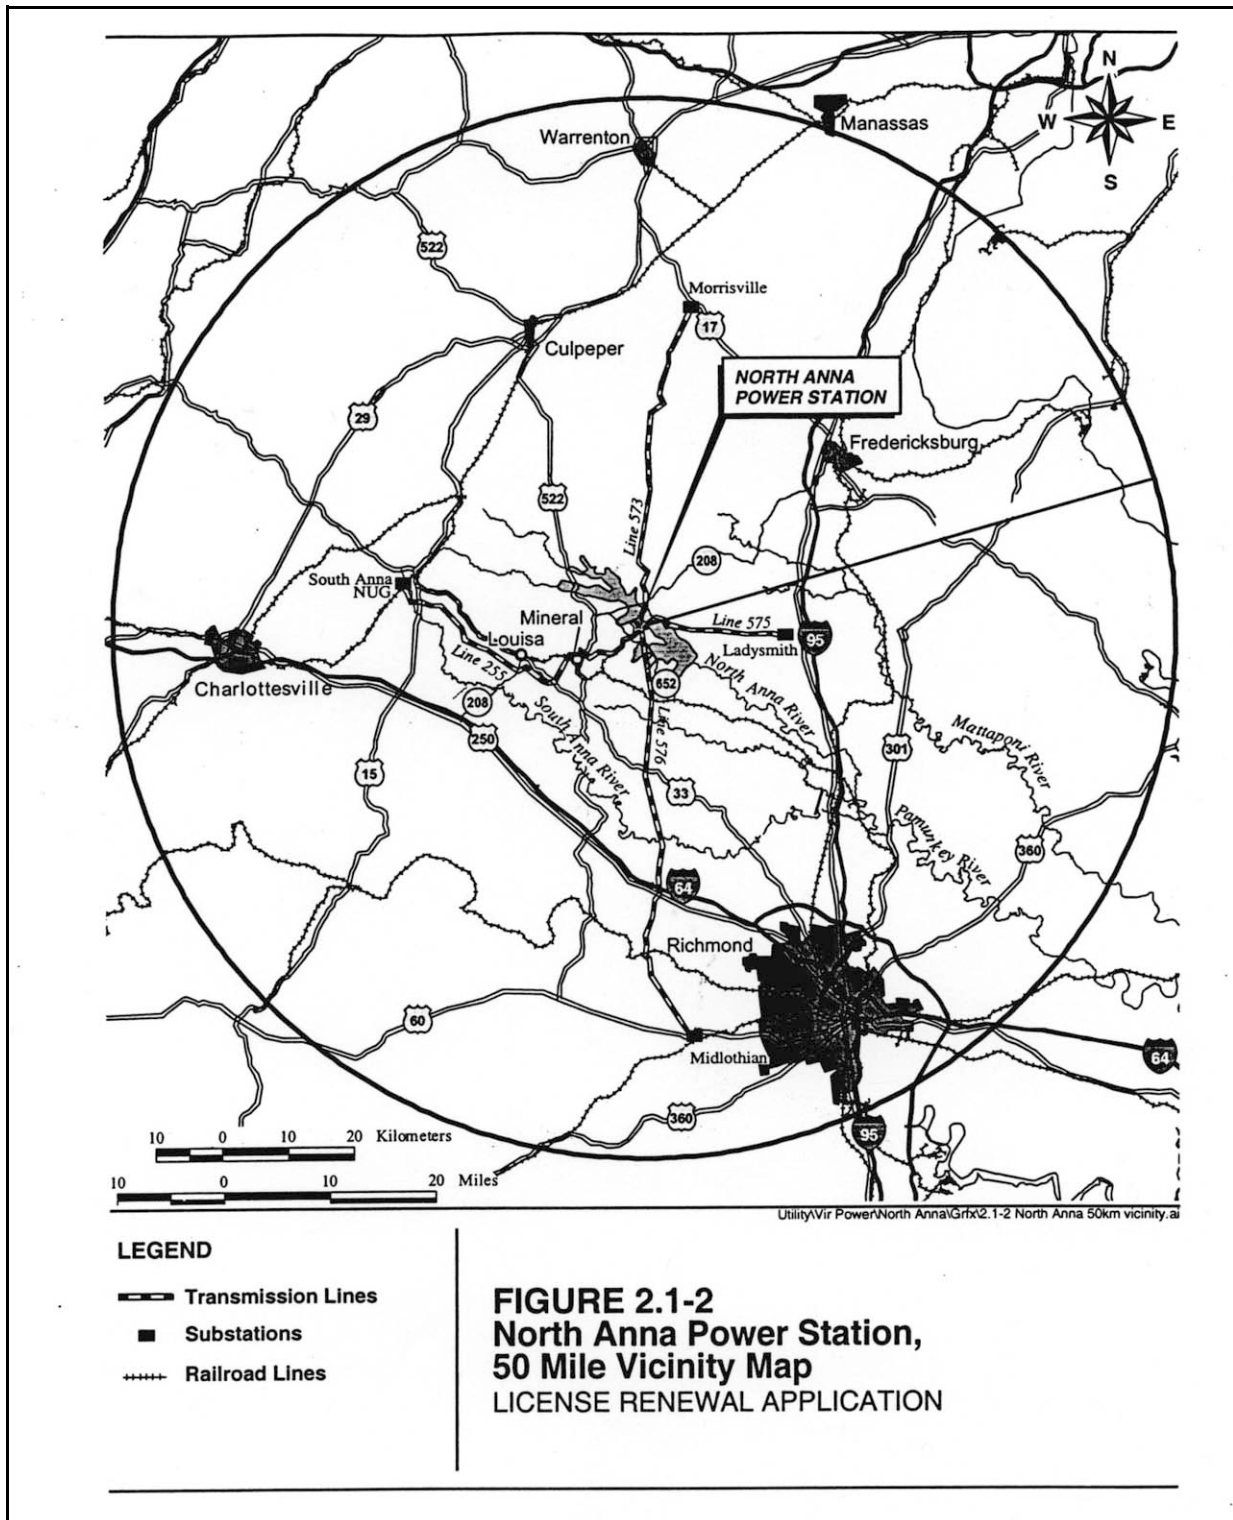 N
W
E
S
Manassas
Warrenton
522
Morrisville
17
Culpeper
NORTH ANNA
POWER STATION
29
Fredericksburg
522
Line 573
208
South Anna
NUG
Mineral
Line 575
Louisa
Ladysmith
95
Line 255
652
North Anna River
Charlottesville
208
South Anna River
Line 576
Mattaponi River
250
301
15
33
Pamunkey River
360
64
Richmond
60
Midlothian
64
360
95
10 0 10 20 Kilometers
10 0 10 20 Miles
Utility\Vir Power\North Anna\Grfx\2.1-2 North Anna 50km vicinity.ai
LEGEND
Transmission Lines
Substations
Railroad Lines
FIGURE 2.1-2
North Anna Power Station,
50 Mile Vicinity Map
LICENSE RENEWAL APPLICATION